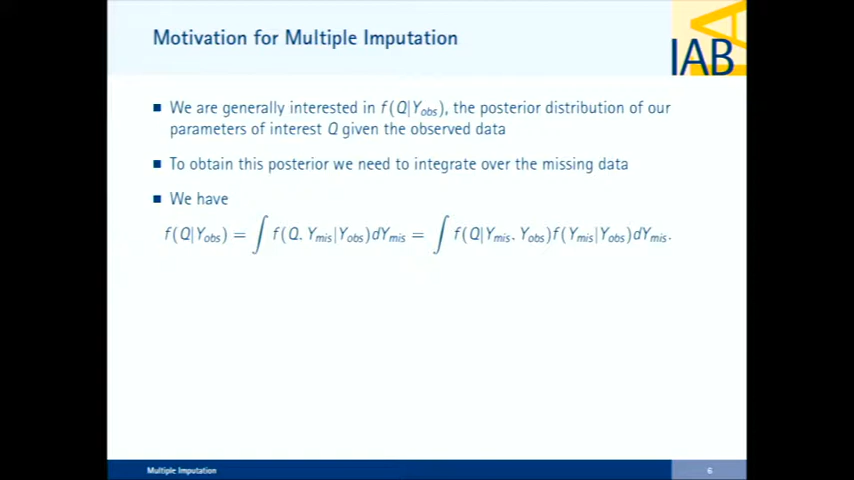 Motivation for Multiple Imputation
IAB
■ We are generally interested in f(Q|Y_obs), the posterior distribution of our
parameters of interest Q given the observed data
■ To obtain this posterior we need to integrate over the missing data
■ We have
f(Q|Y_obs) = ∫ f(Q, Y_mis|Y_obs)dY_mis = ∫ f(Q|Y_mis, Y_obs)f(Y_mis|Y_obs)dY_mis.
Multiple Imputation
6